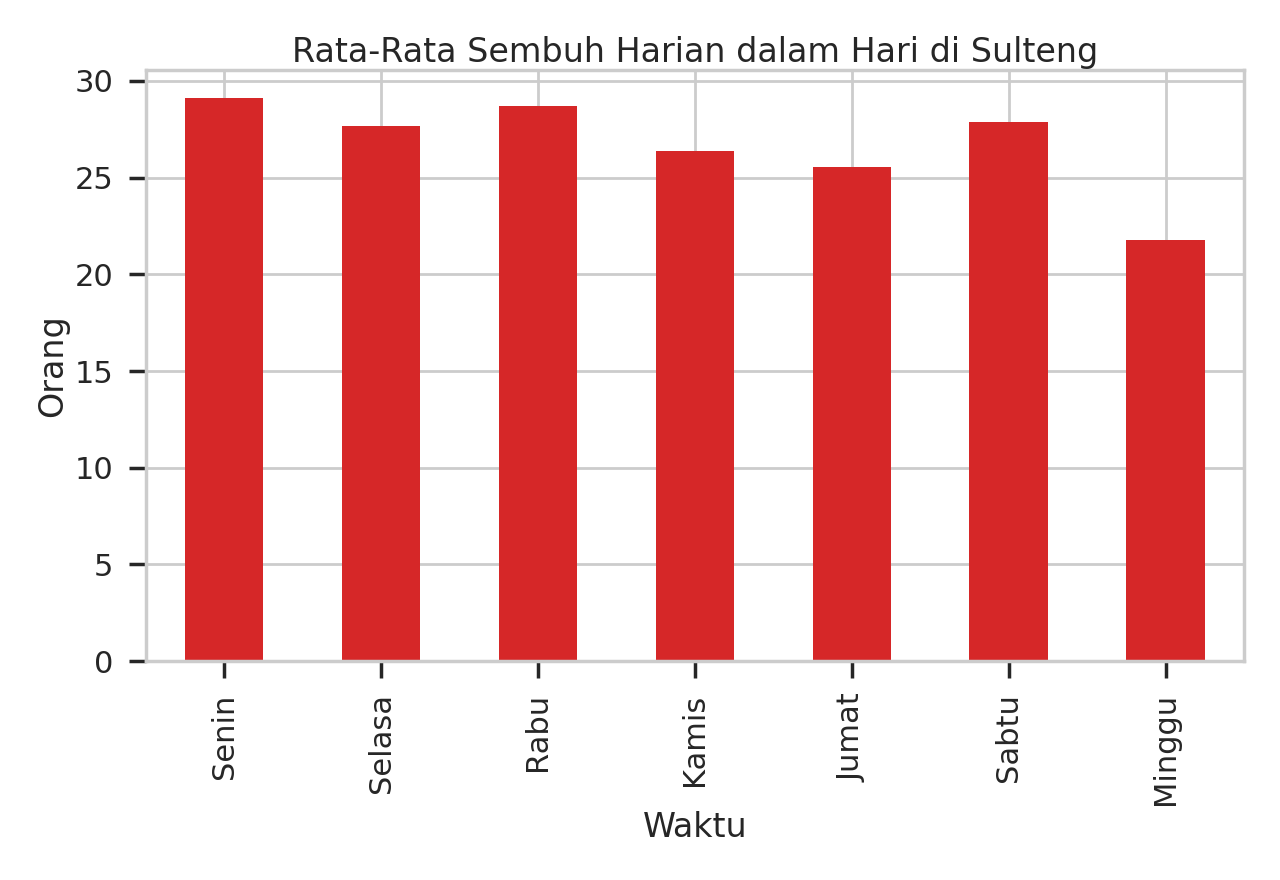 Rata-Rata Sembuh Harian dalam Hari di Sulteng
30
25
20
15
10
5
0
Orang
Senin
Selasa
Rabu
Kamis
Jumat
Sabtu
Minggu
Waktu